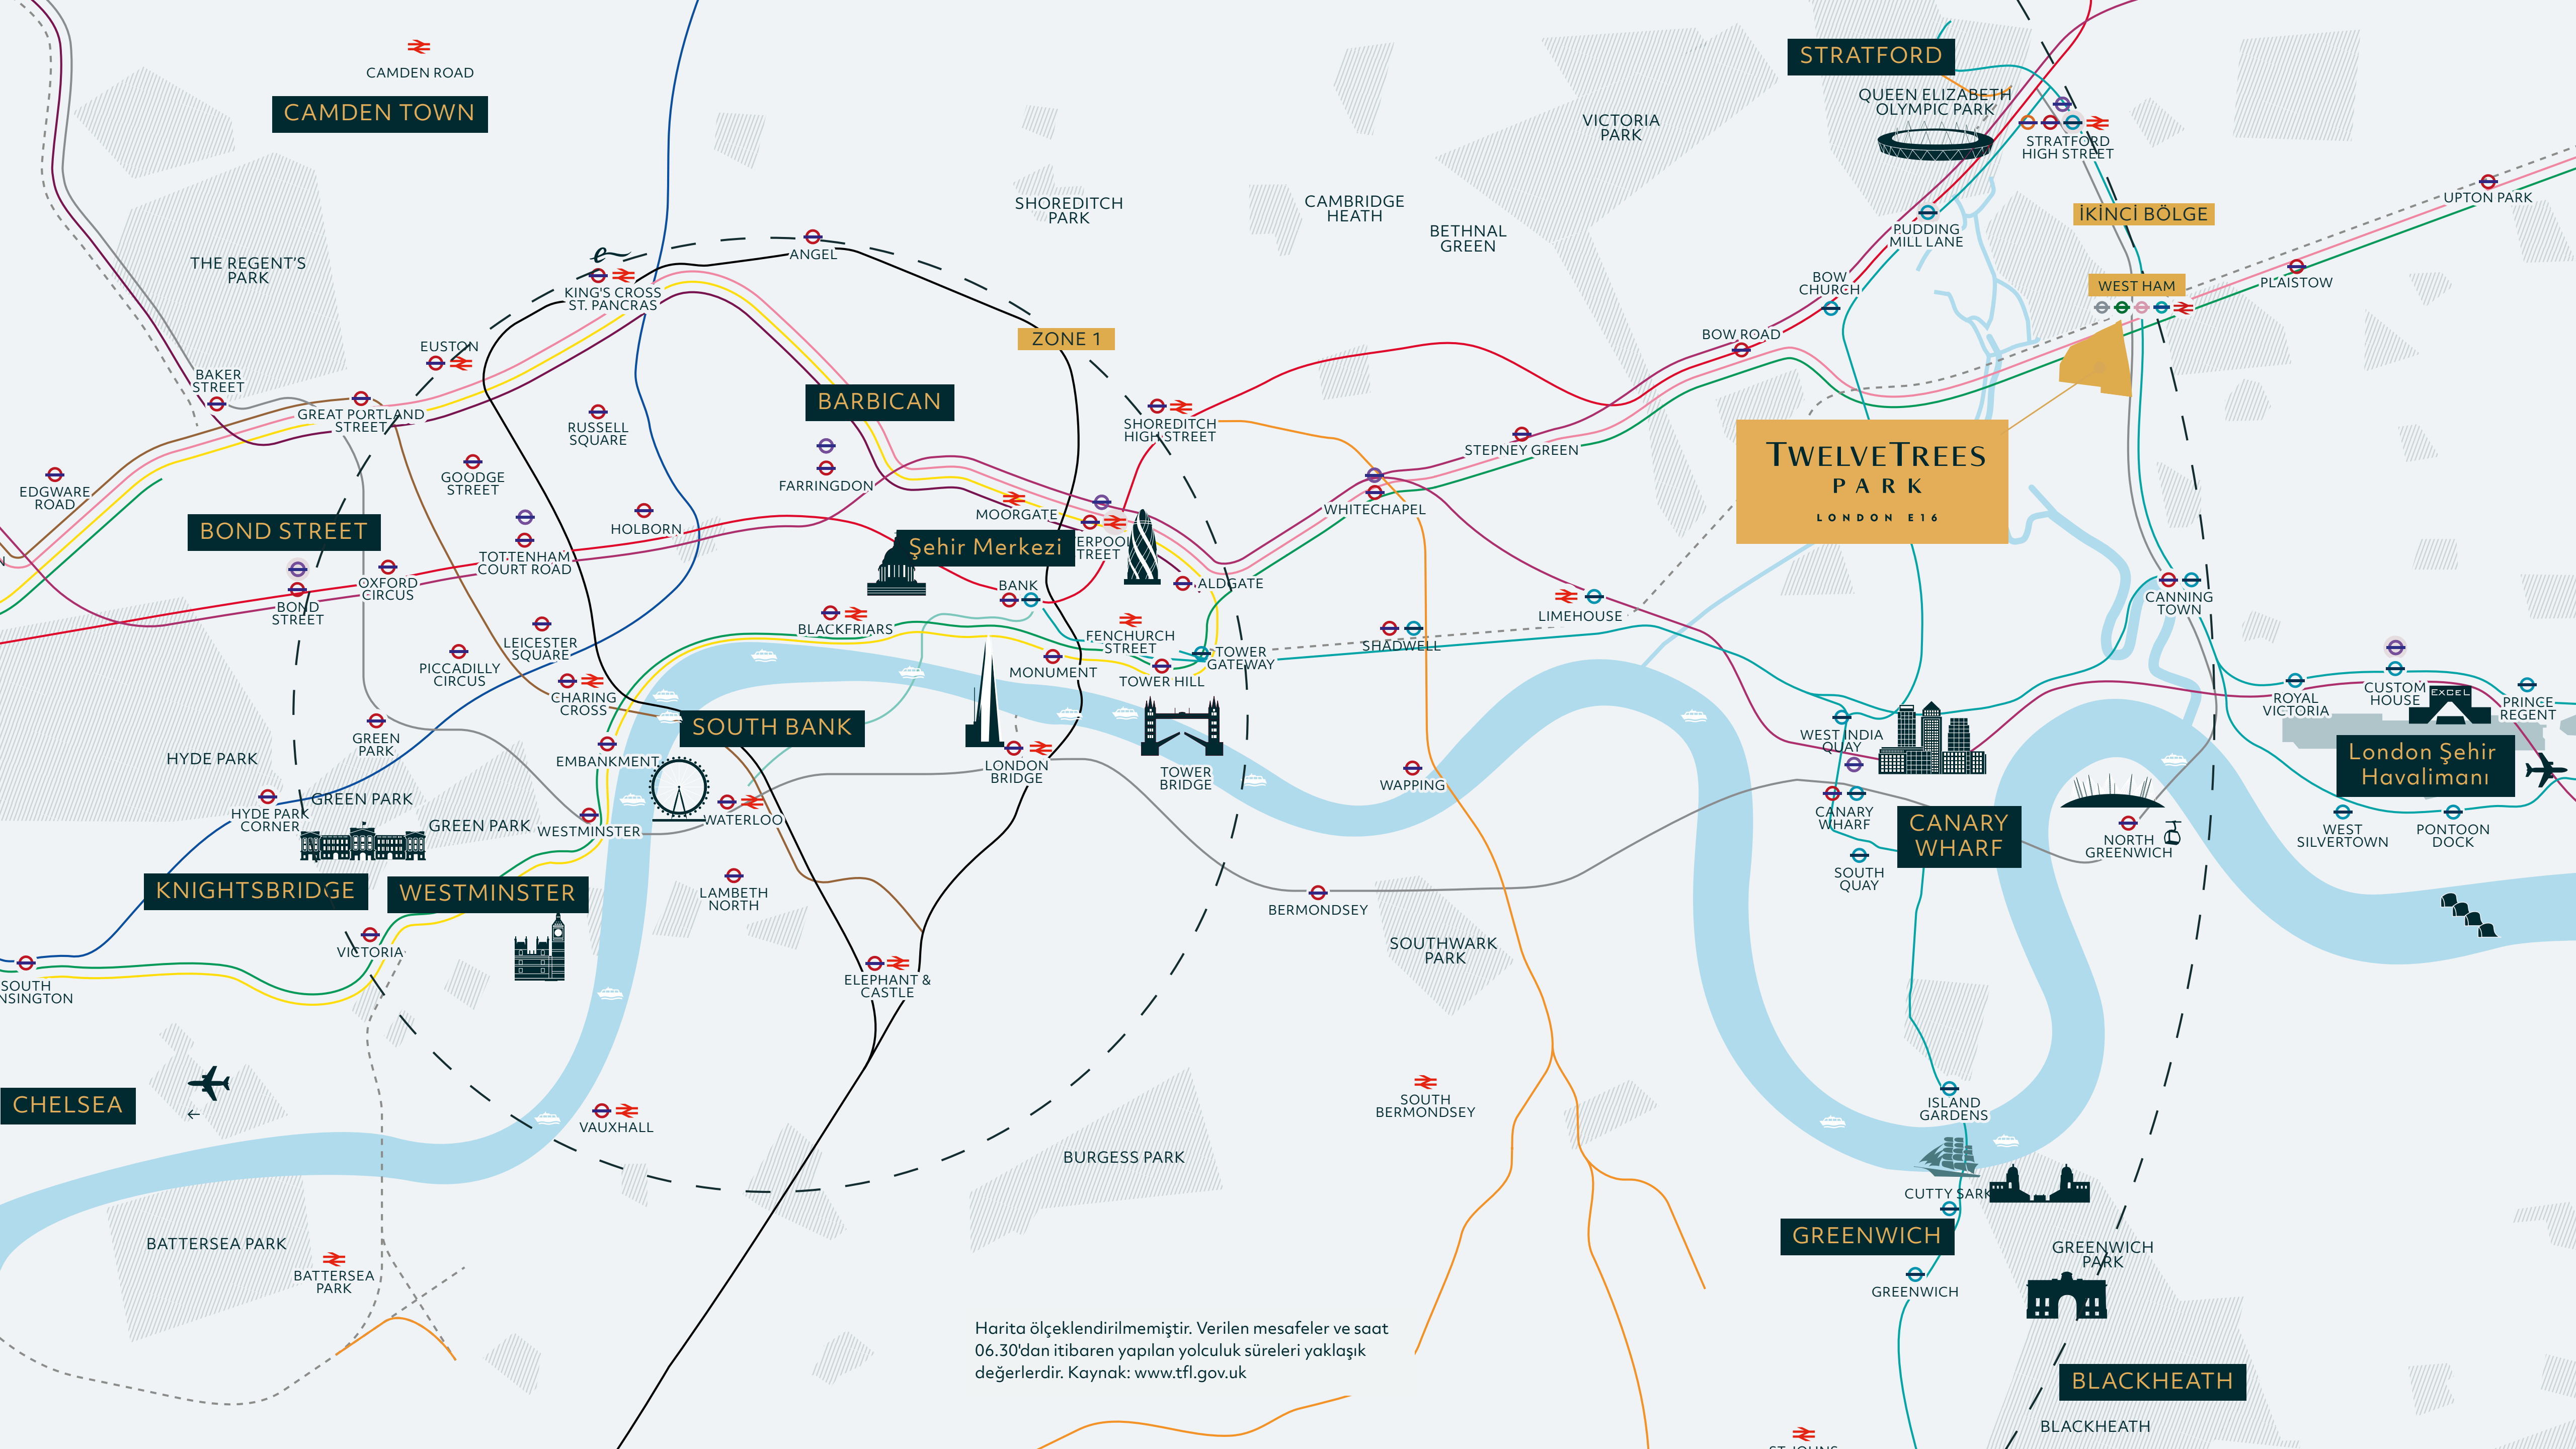 CAMDEN ROAD
CAMDEN TOWN
STRATFORD
QUEEN ELIZABETH
OLYMPIC PARK
VICTORIA
PARK
STRATFORD
HIGH STREET
UPTON PARK
İKİNCİ BÖLGE
PUDDING
MILL LANE
SHOREDITCH
PARK
CAMBRIDGE
HEATH
BETHNAL
GREEN
THE REGENT'S
PARK
ANGEL
KING'S CROSS
ST. PANCRAS
BOW
CHURCH
WEST HAM
PLAISTOW
ZONE 1
BOW ROAD
EUSTON
BAKER
STREET
GREAT PORTLAND
STREET
RUSSELL
SQUARE
BARBICAN
SHOREDITCH
HIGH STREET
STEPNEY GREEN
TWELVETREES
PARK
LONDON E16
EDGWARE
ROAD
GOODGE
STREET
FARRINGDON
WHITECHAPEL
MOORGATE
HOLBORN
BOND STREET
TOTTENHAM
COURT ROAD
Şehir Merkezi
ERPOOL
TREET
OXFORD
CIRCUS
BANK
ALDGATE
BOND
STREET
LIMEHOUSE
CANNING
TOWN
BLACKFRIARS
FENCHURCH
STREET
SHADWELL
LEICESTER
SQUARE
PICCADILLY
CIRCUS
MONUMENT
TOWER
GATEWAY
TOWER HILL
CHARING
CROSS
CUSTOM
HOUSE
EXCEL
ROYAL
VICTORIA
PRINCE
REGENT
SOUTH BANK
GREEN
PARK
WEST INDIA
QUAY
HYDE PARK
EMBANKMENT
LONDON
BRIDGE
TOWER
BRIDGE
WAPPING
London Şehir
Havalimanı
GREEN PARK
HYDE PARK
CORNER
GREEN PARK
WESTMINSTER
WATERLOO
CANARY
WHARF
CANARY
WHARF
NORTH
GREENWICH
WEST
SILVERTOWN
PONTOON
DOCK
SOUTH
QUAY
KNIGHTSBRIDGE
WESTMINSTER
LAMBETH
NORTH
BERMONDSEY
VICTORIA
SOUTHWARK
PARK
SOUTH
NSINGTON
ELEPHANT &
CASTLE
CHELSEA
VAUXHALL
SOUTH
BERMONDSEY
ISLAND
GARDENS
BURGESS PARK
CUTTY SARK
GREENWICH
BATTERSEA PARK
GREENWICH
PARK
BATTERSEA
PARK
GREENWICH
Harita ölçeklendirilmemiştir. Verilen mesafeler ve saat
06.30'dan itibaren yapılan yolculuk süreleri yaklaşık
değerlerdir. Kaynak: www.tfl.gov.uk
BLACKHEATH
BLACKHEATH